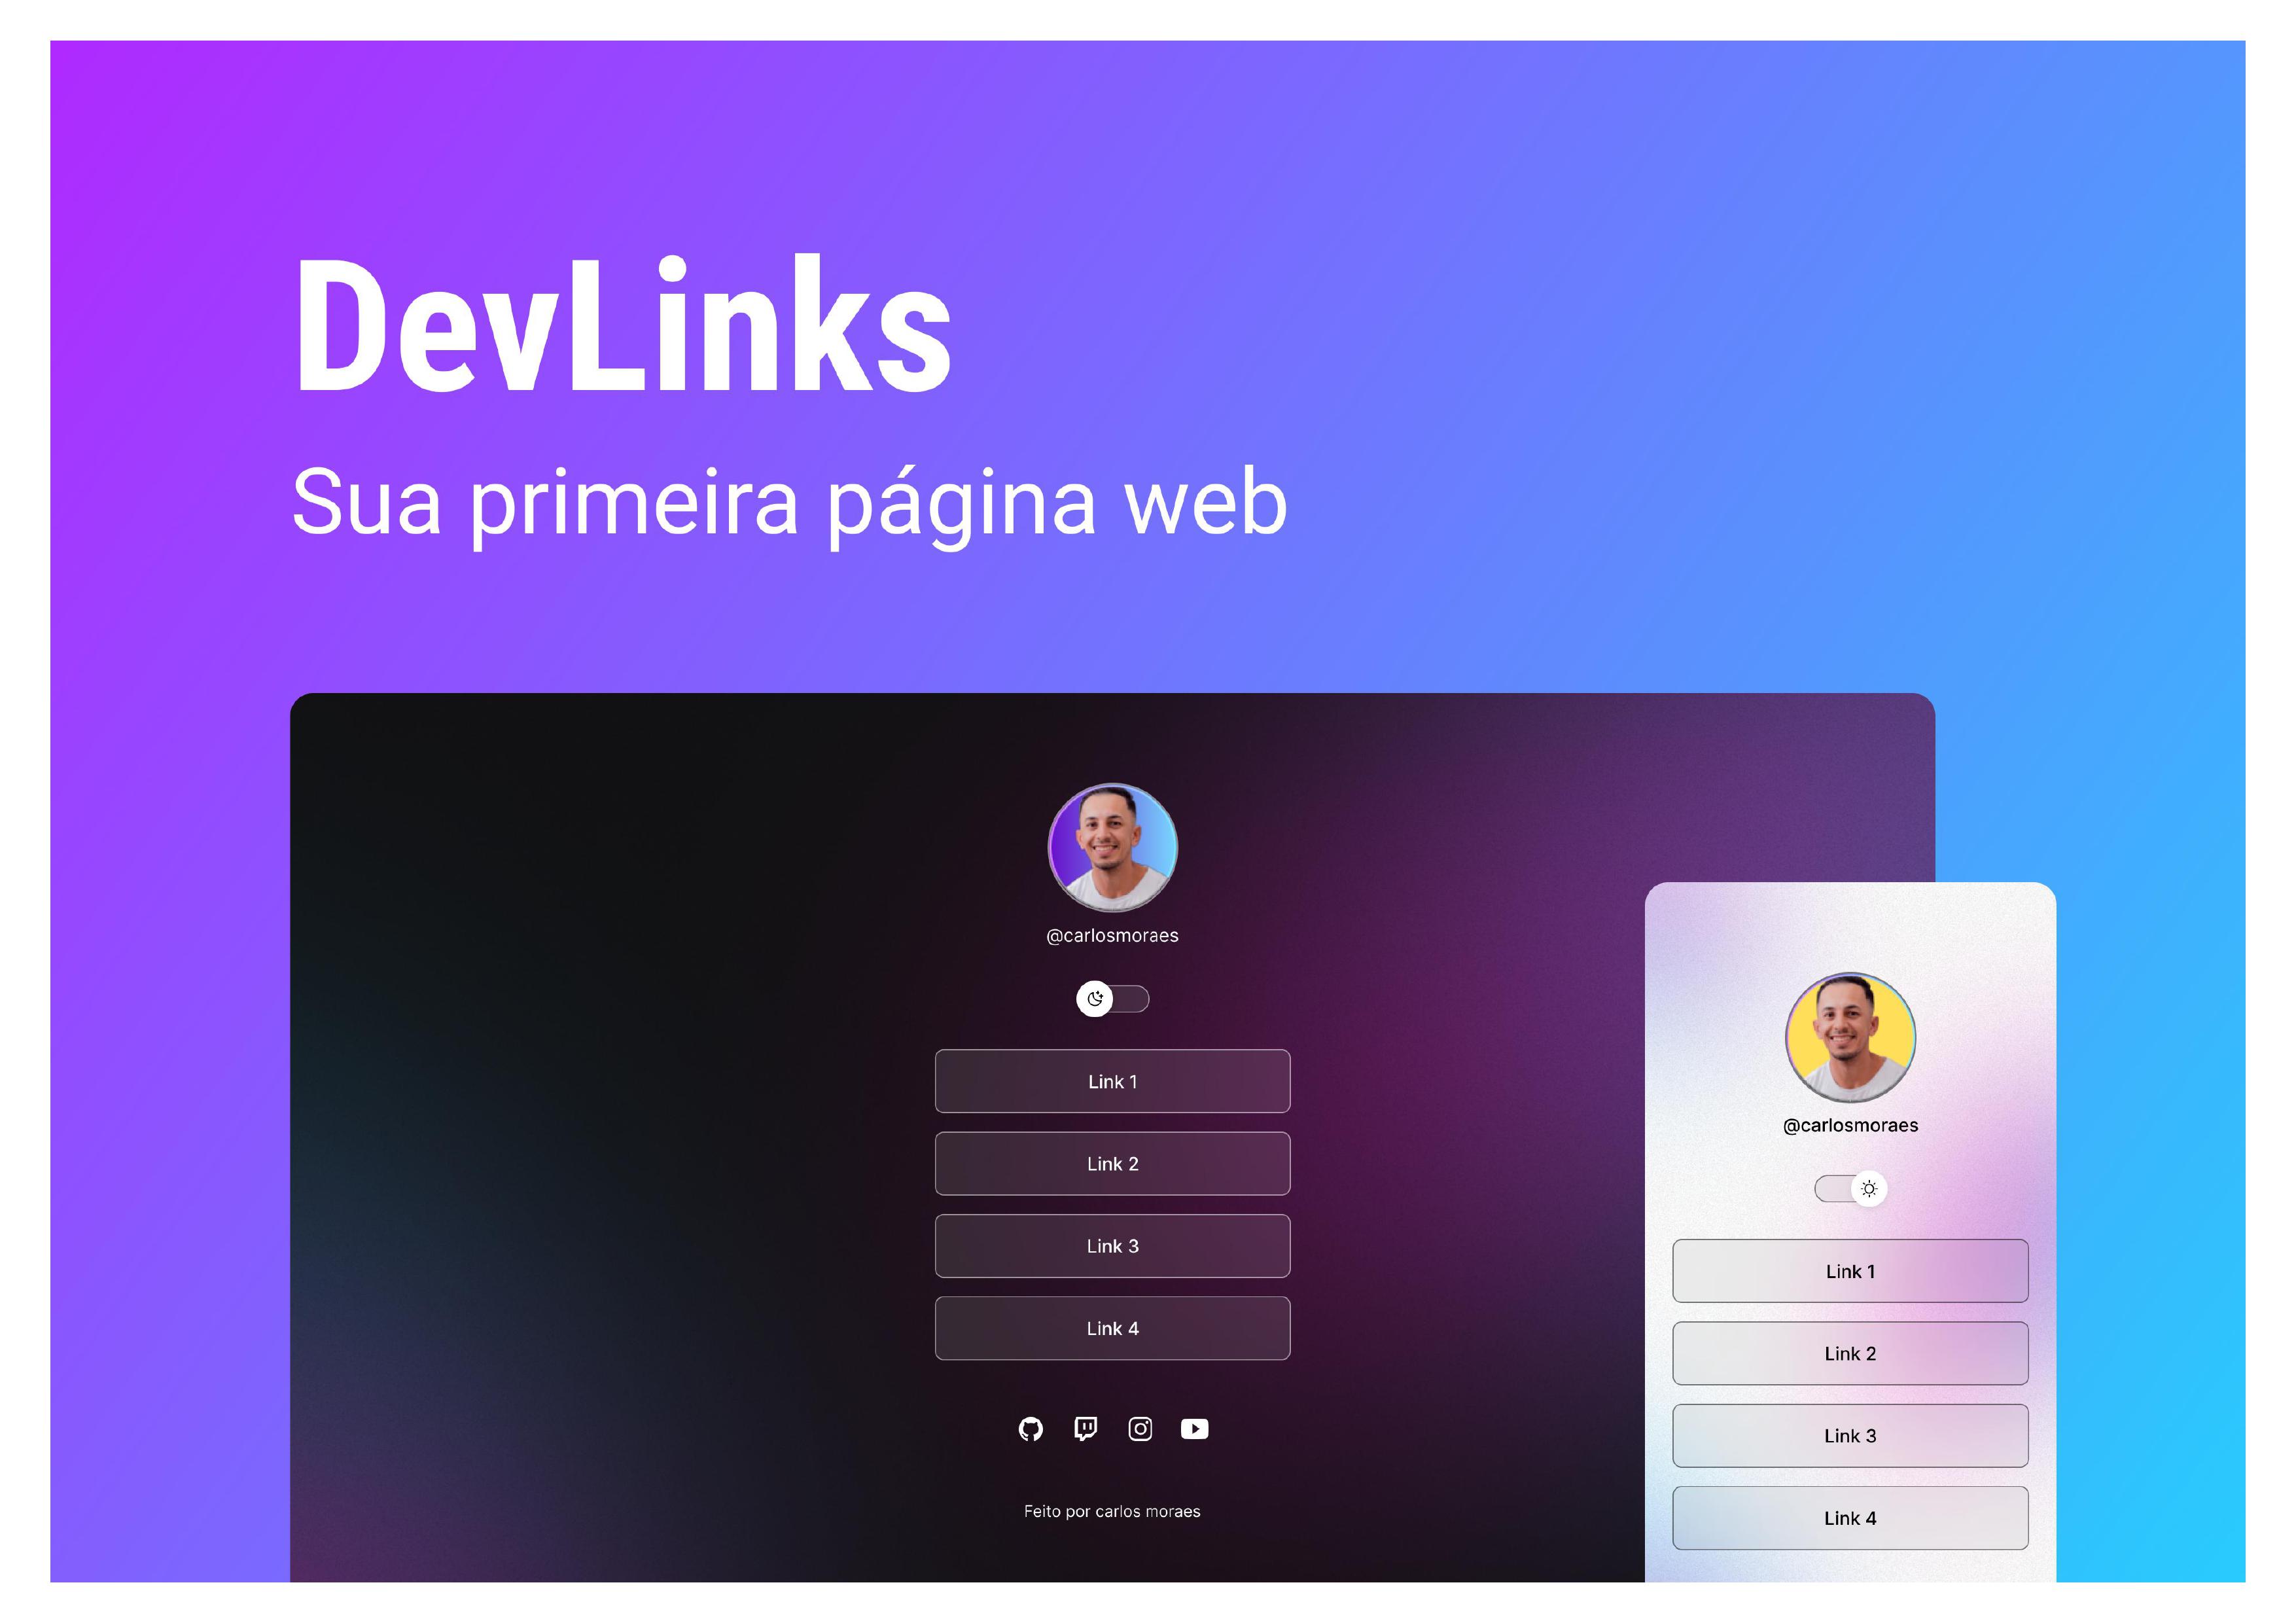 DevLinks
Sua primeira página web
@carlosmoraes
Link 1
Link 2
Link 3
Link 4
Feito por carlos moraes
@carlosmoraes
Link 1
Link 2
Link 3
Link 4